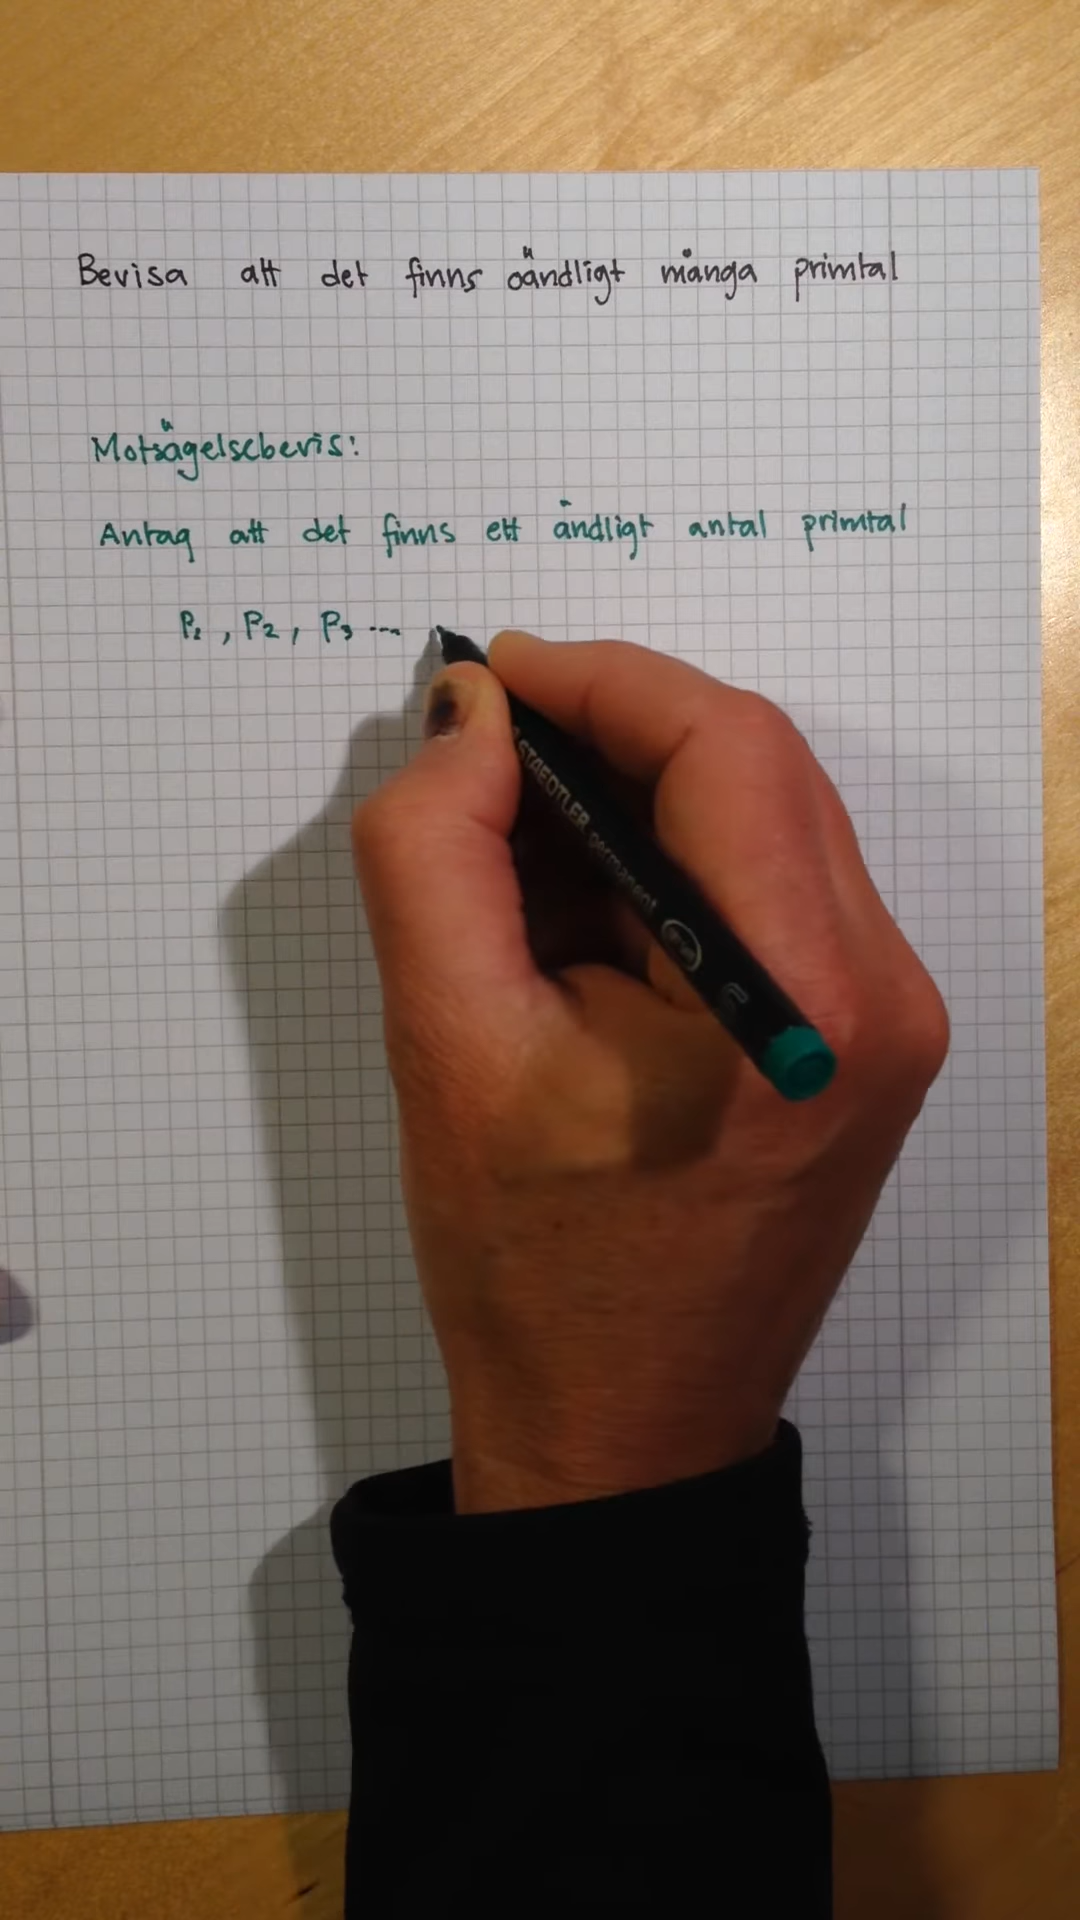 Bevisa att det finns oändligt många primtal
Motsägelsebevis:
Antag att det finns ett ändligt antal primtal
P₁, P₂, P₃ ...
STAEDTLER permanent